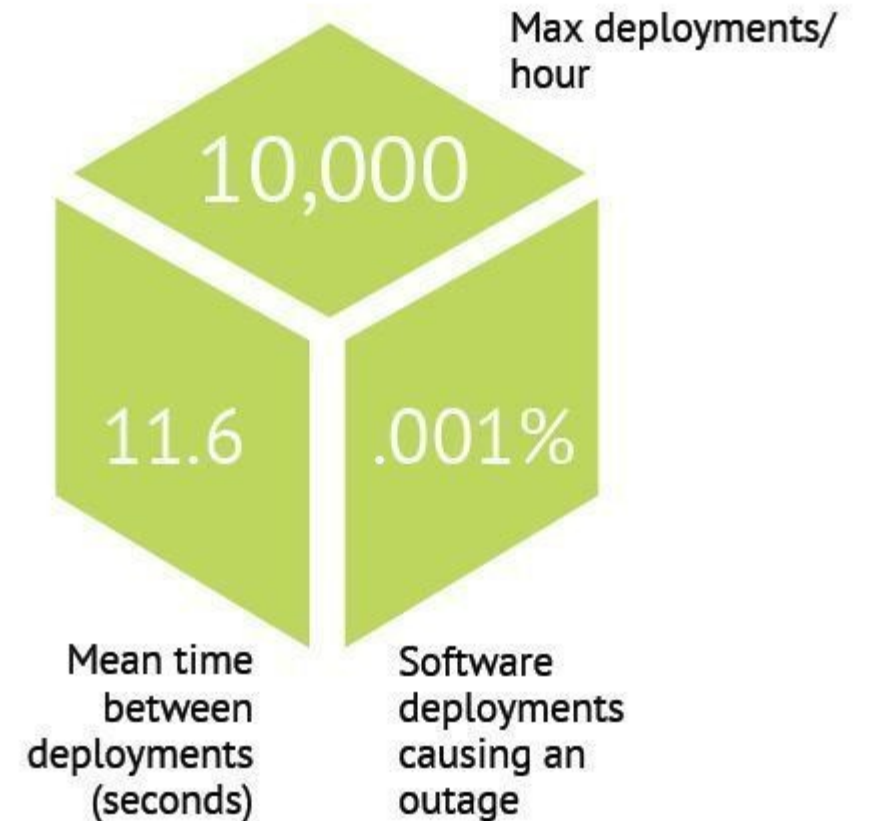 Max deployments/
hour
10,000
11.6
.001%
Mean time
between
deployments
(seconds)
Software
deployments
causing an
outage